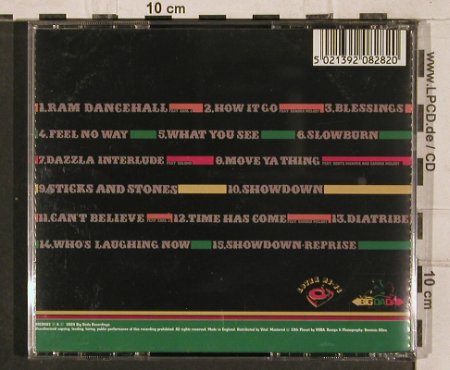 10 cm
5 021392 082820
1.RAM DANCEHALL 2.HOW IT GO 3.BLESSINGS
4.FEEL NO WAY 5.WHAT YOU SEE 6.SLOWBURN
7.DAZZLA INTERLUDE 8.MOVE YA THING
9.STICKS AND STONES 10.SHOWDOWN
11.CAN'T BELIEVE 12.TIME HAS COME 13.DIATRIBE
14.WHO'S LAUGHING NOW 15.SHOWDOWN-REPRISE
BIG DADA
www.LPCD.de / CD
10 cm